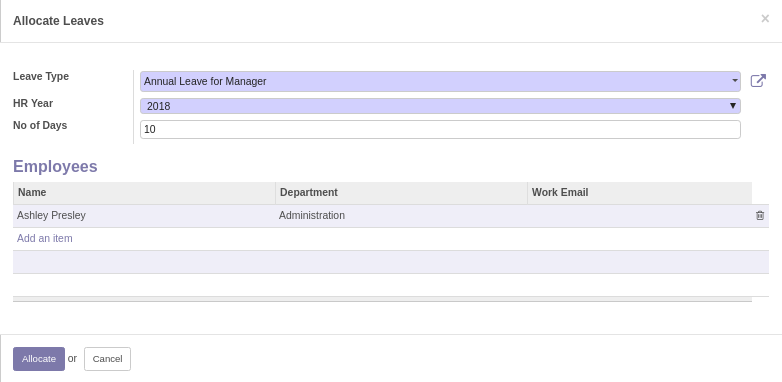 Allocate Leaves
×
Leave Type
Annual Leave for Manager
HR Year
2018
No of Days
10
Employees
Name Department Work Email
Ashley Presley Administration
Add an item
Allocate or Cancel